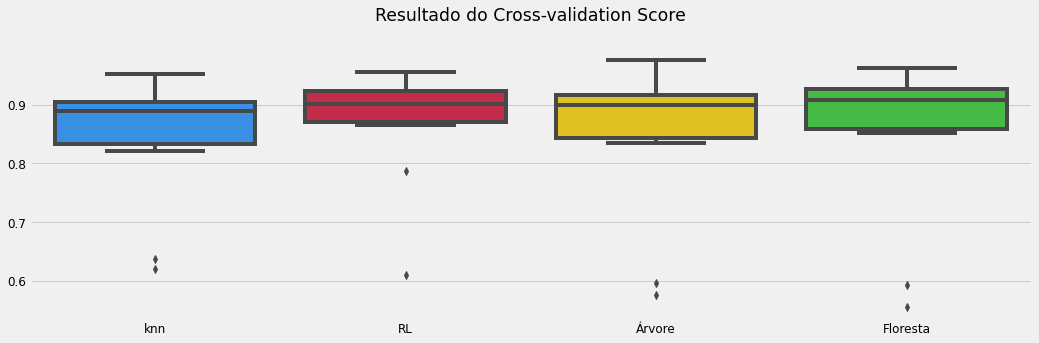 Resultado do Cross-validation Score
0.9
0.8
0.7
0.6
knn
RL
Árvore
Floresta